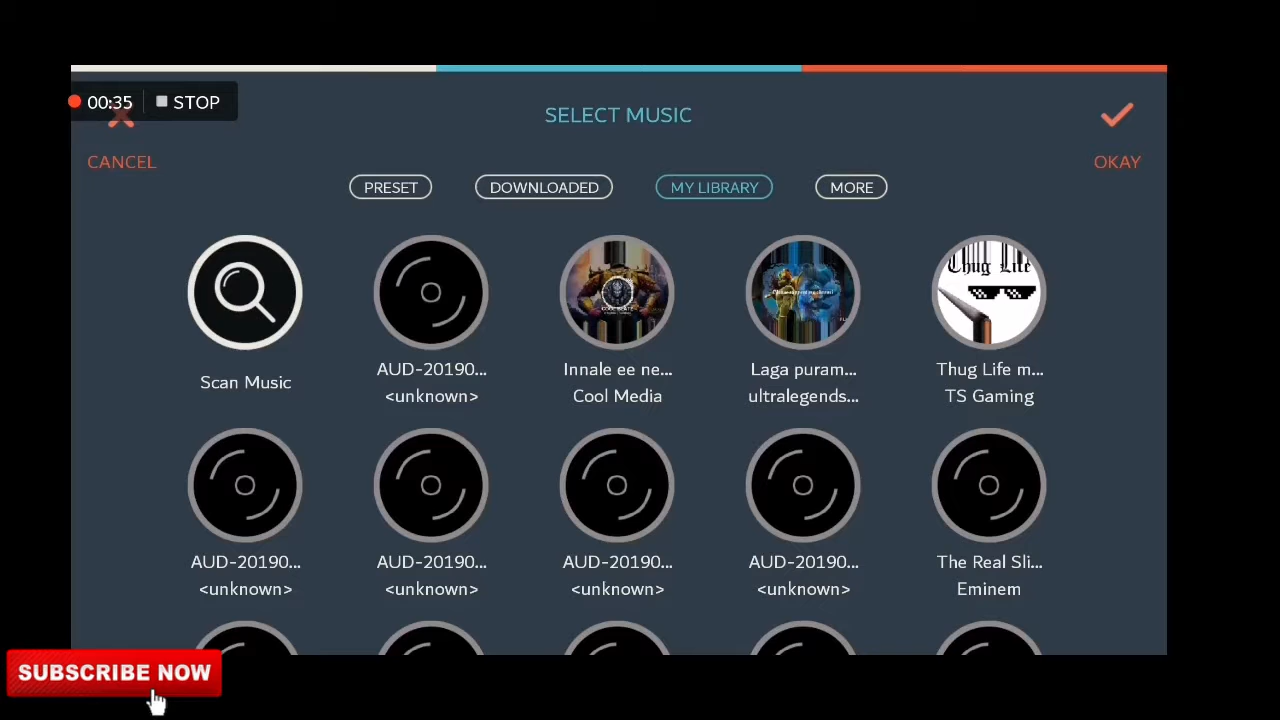 00:35 STOP
SELECT MUSIC
CANCEL
OKAY
PRESET
DOWNLOADED
MY LIBRARY
MORE
Thug Life
Scan Music
AUD-20190...
<unknown>
Innale ee ne...
Cool Media
Laga puram...
ultralegends...
Thug Life m...
TS Gaming
AUD-20190...
<unknown>
AUD-20190...
<unknown>
AUD-20190...
<unknown>
AUD-20190...
<unknown>
The Real Sli...
Eminem
SUBSCRIBE NOW